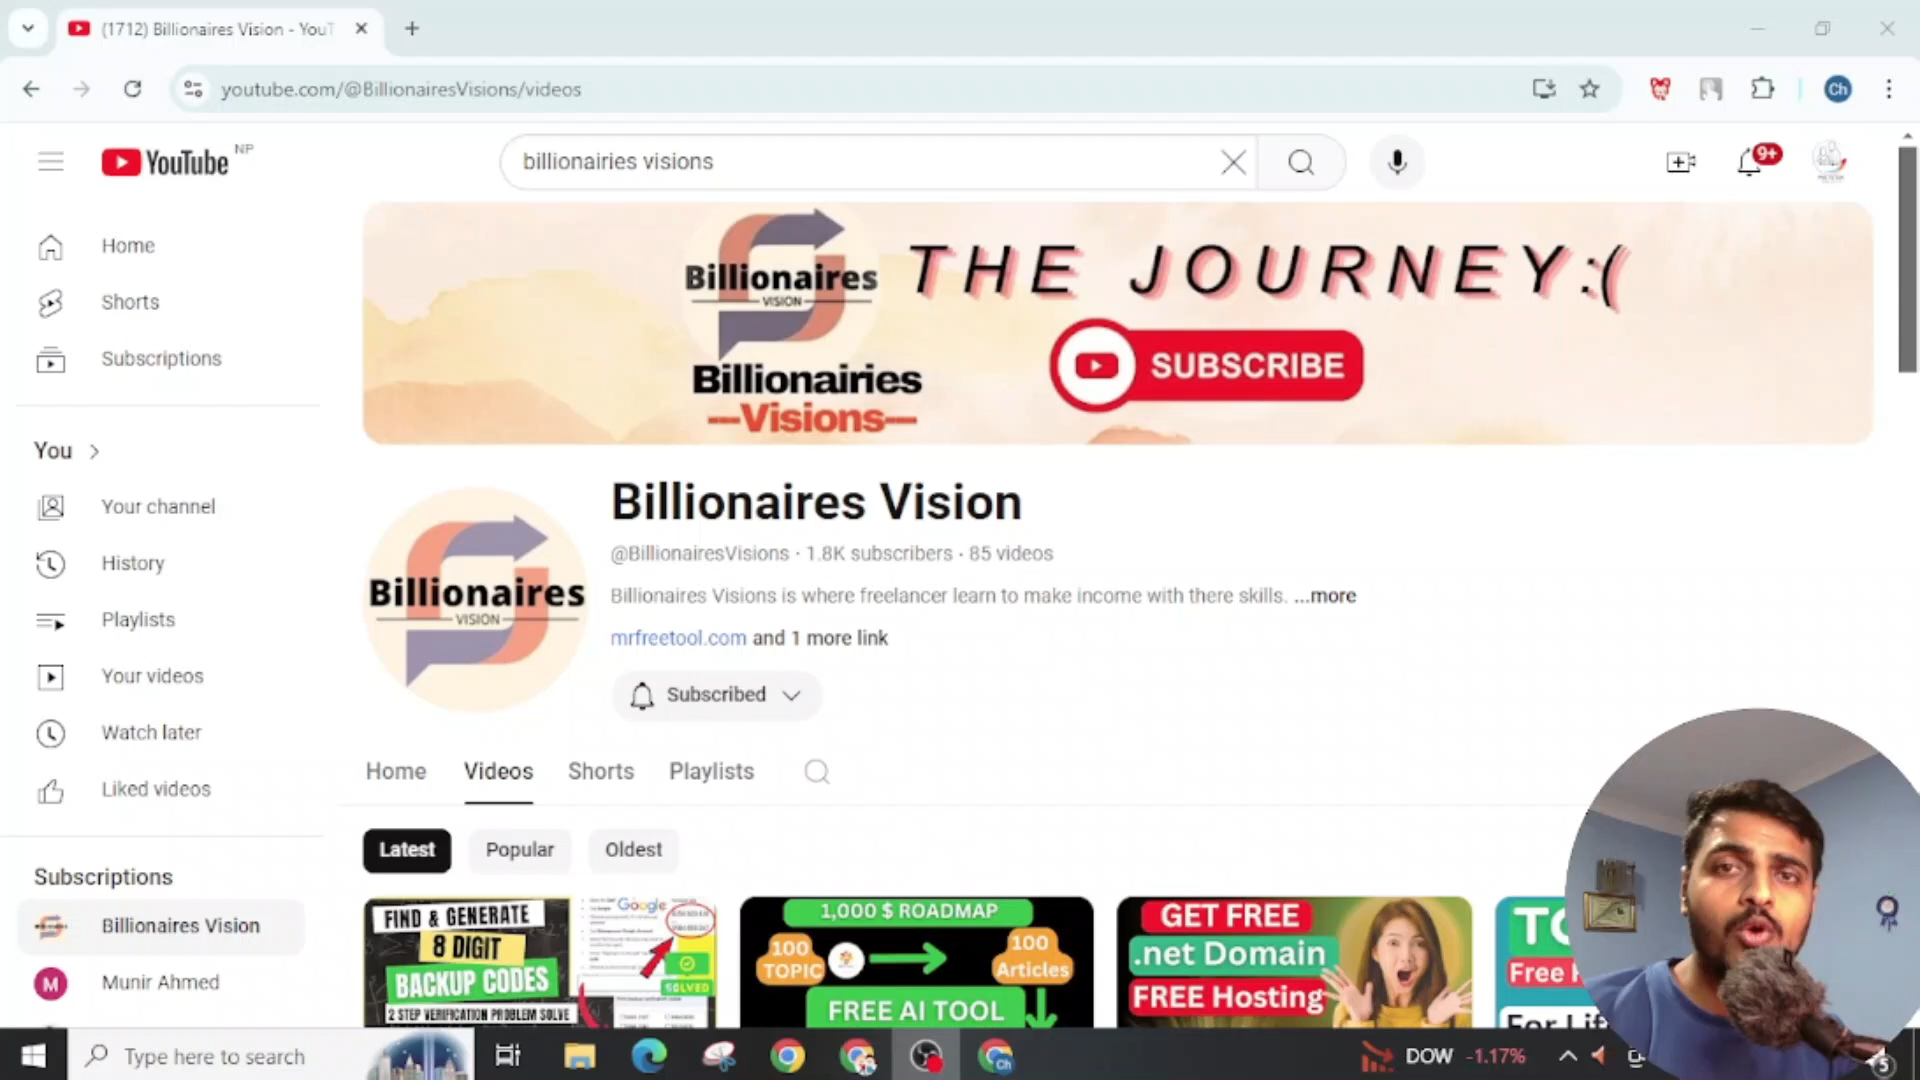 (1712) Billionaires Vision - YouT
youtube.com/@BillionairesVisions/videos
Ch
YouTube NP
billionairies visions
9+
Home
Shorts
Subscriptions
You
Your channel
History
Playlists
Your videos
Watch later
Liked videos
Subscriptions
Billionaires Vision
M Munir Ahmed
Billionaires
VISION
Billionairies
---Visions---
THE JOURNEY:(
SUBSCRIBE
Billionaires
VISION
Billionaires Vision
@BillionairesVisions · 1.8K subscribers · 85 videos
Billionaires Visions is where freelancer learn to make income with there skills. ...more
mrfreetool.com and 1 more link
Subscribed
Home Videos Shorts Playlists
Latest Popular Oldest
FIND & GENERATE
8 DIGIT
BACKUP CODES
2 STEP VERIFICATION PROBLEM SOLVE
Google
SOLVED
1,000 $ ROADMAP
100
TOPIC
100
Articles
FREE AI TOOL
GET FREE
.net Domain
FREE Hosting
Free
Type here to search
DOW -1.17%
Ch
5